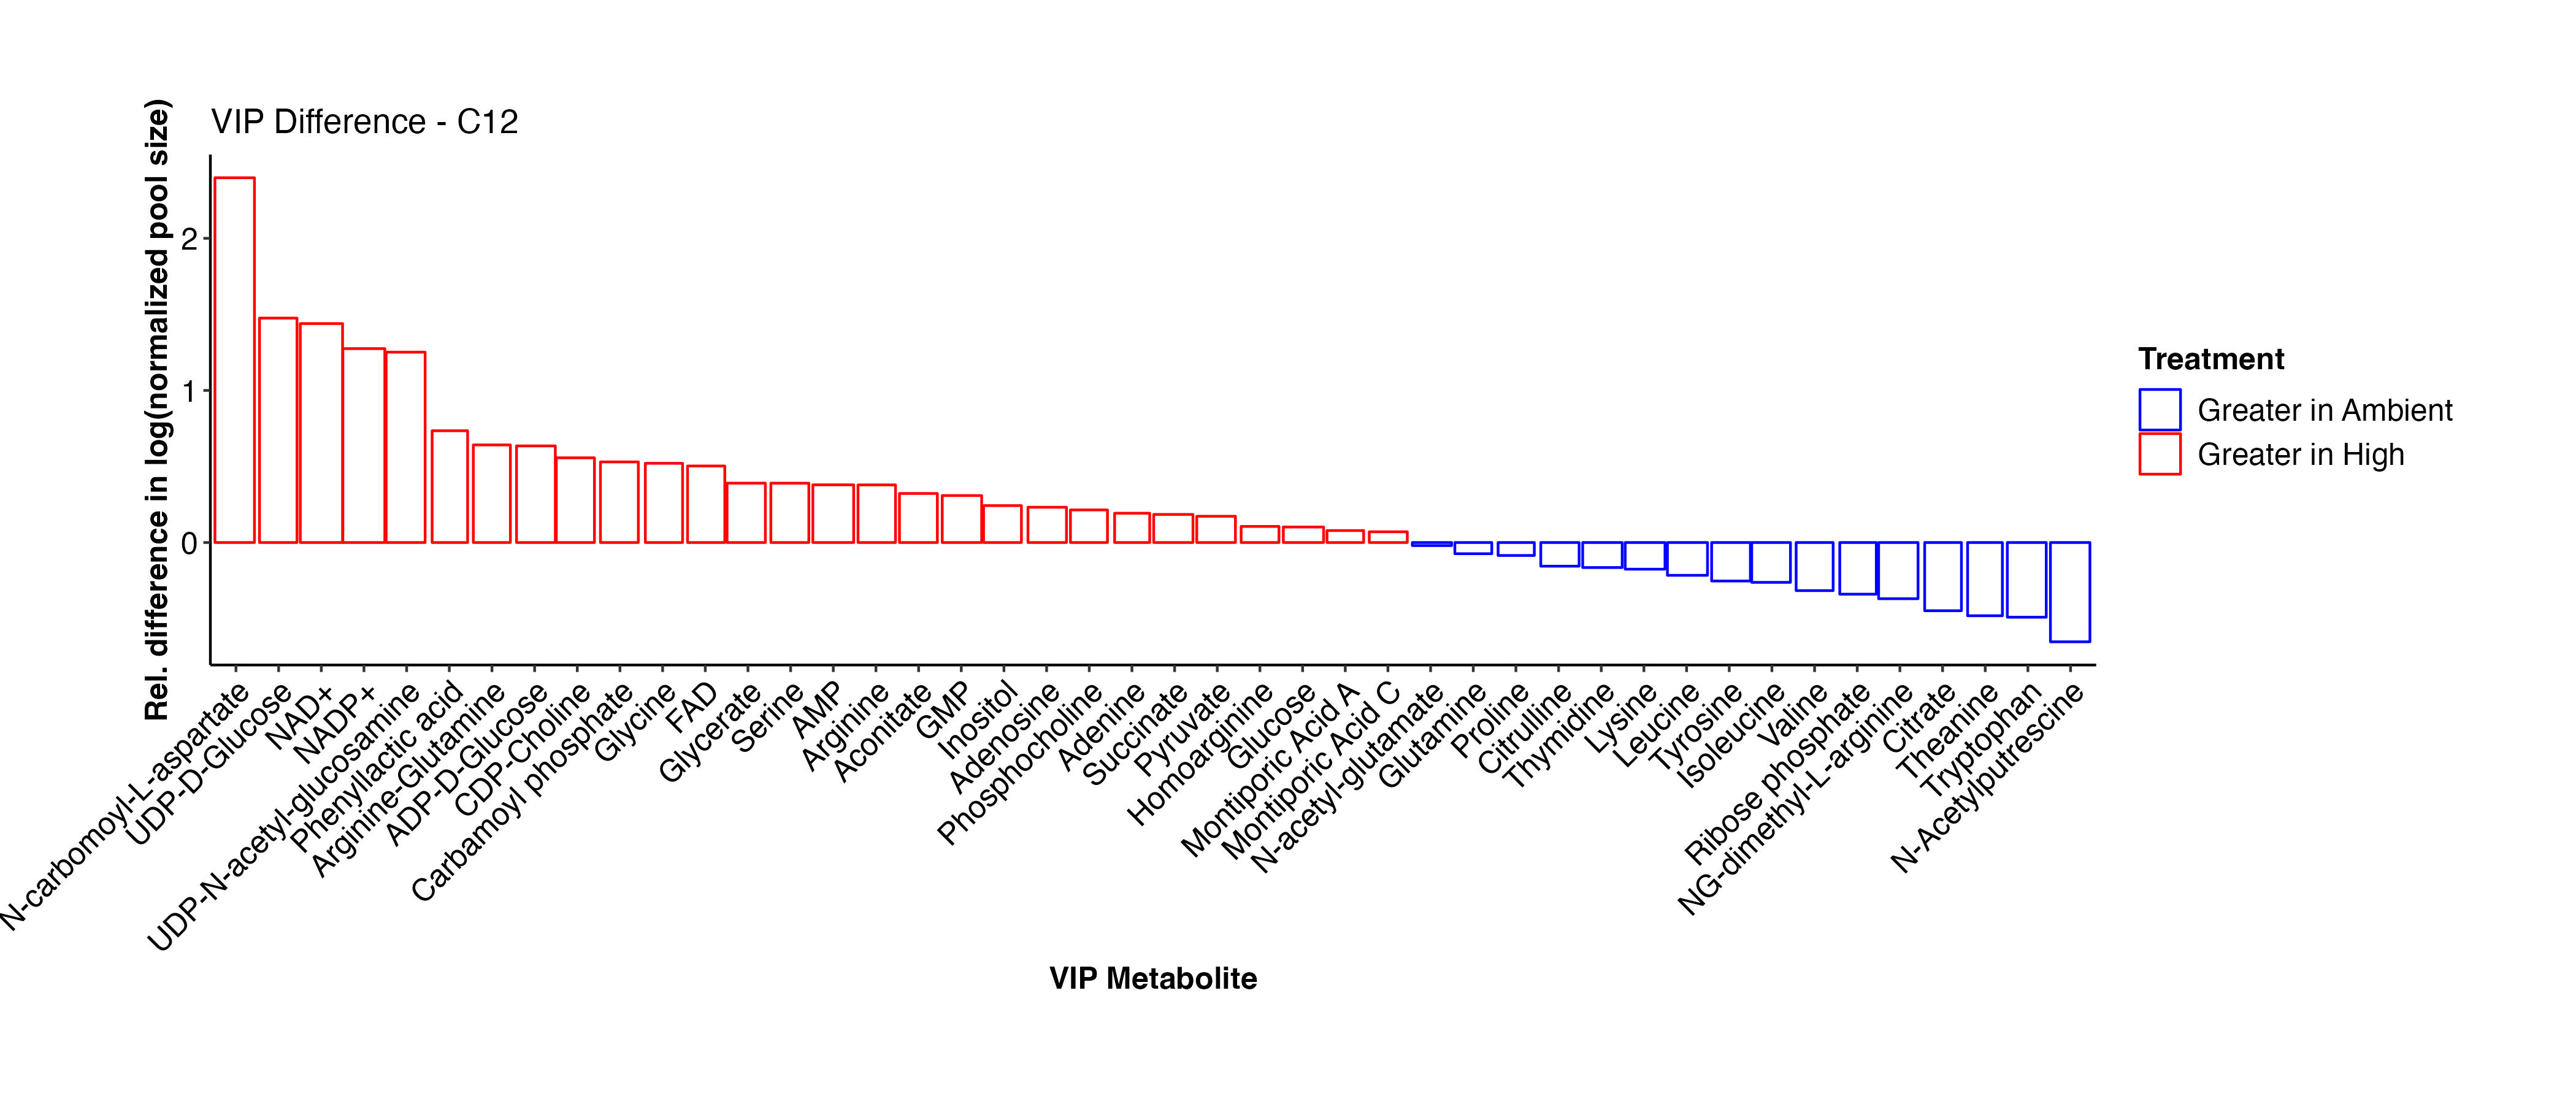 VIP Difference - C12
Rel. difference in log(normalized pool size)
2
1
0
N-carbomoyl-L-aspartate
UDP-D-Glucose
NAD+
NADP+
UDP-N-acetyl-glucosamine
Phenyllactic acid
Arginine-Glutamine
ADP-D-Glucose
CDP-Choline
Carbamoyl phosphate
Glycine
FAD
Glycerate
Serine
AMP
Arginine
Aconitate
GMP
Inositol
Adenosine
Phosphocholine
Adenine
Succinate
Pyruvate
Homoarginine
Glucose
Montiporic Acid A
Montiporic Acid C
N-acetyl-glutamate
Glutamine
Proline
Citrulline
Thymidine
Lysine
Leucine
Tyrosine
Isoleucine
Valine
Ribose phosphate
NG-dimethyl-L-arginine
Citrate
Theanine
Tryptophan
N-Acetylputrescine
VIP Metabolite
Treatment
Greater in Ambient
Greater in High